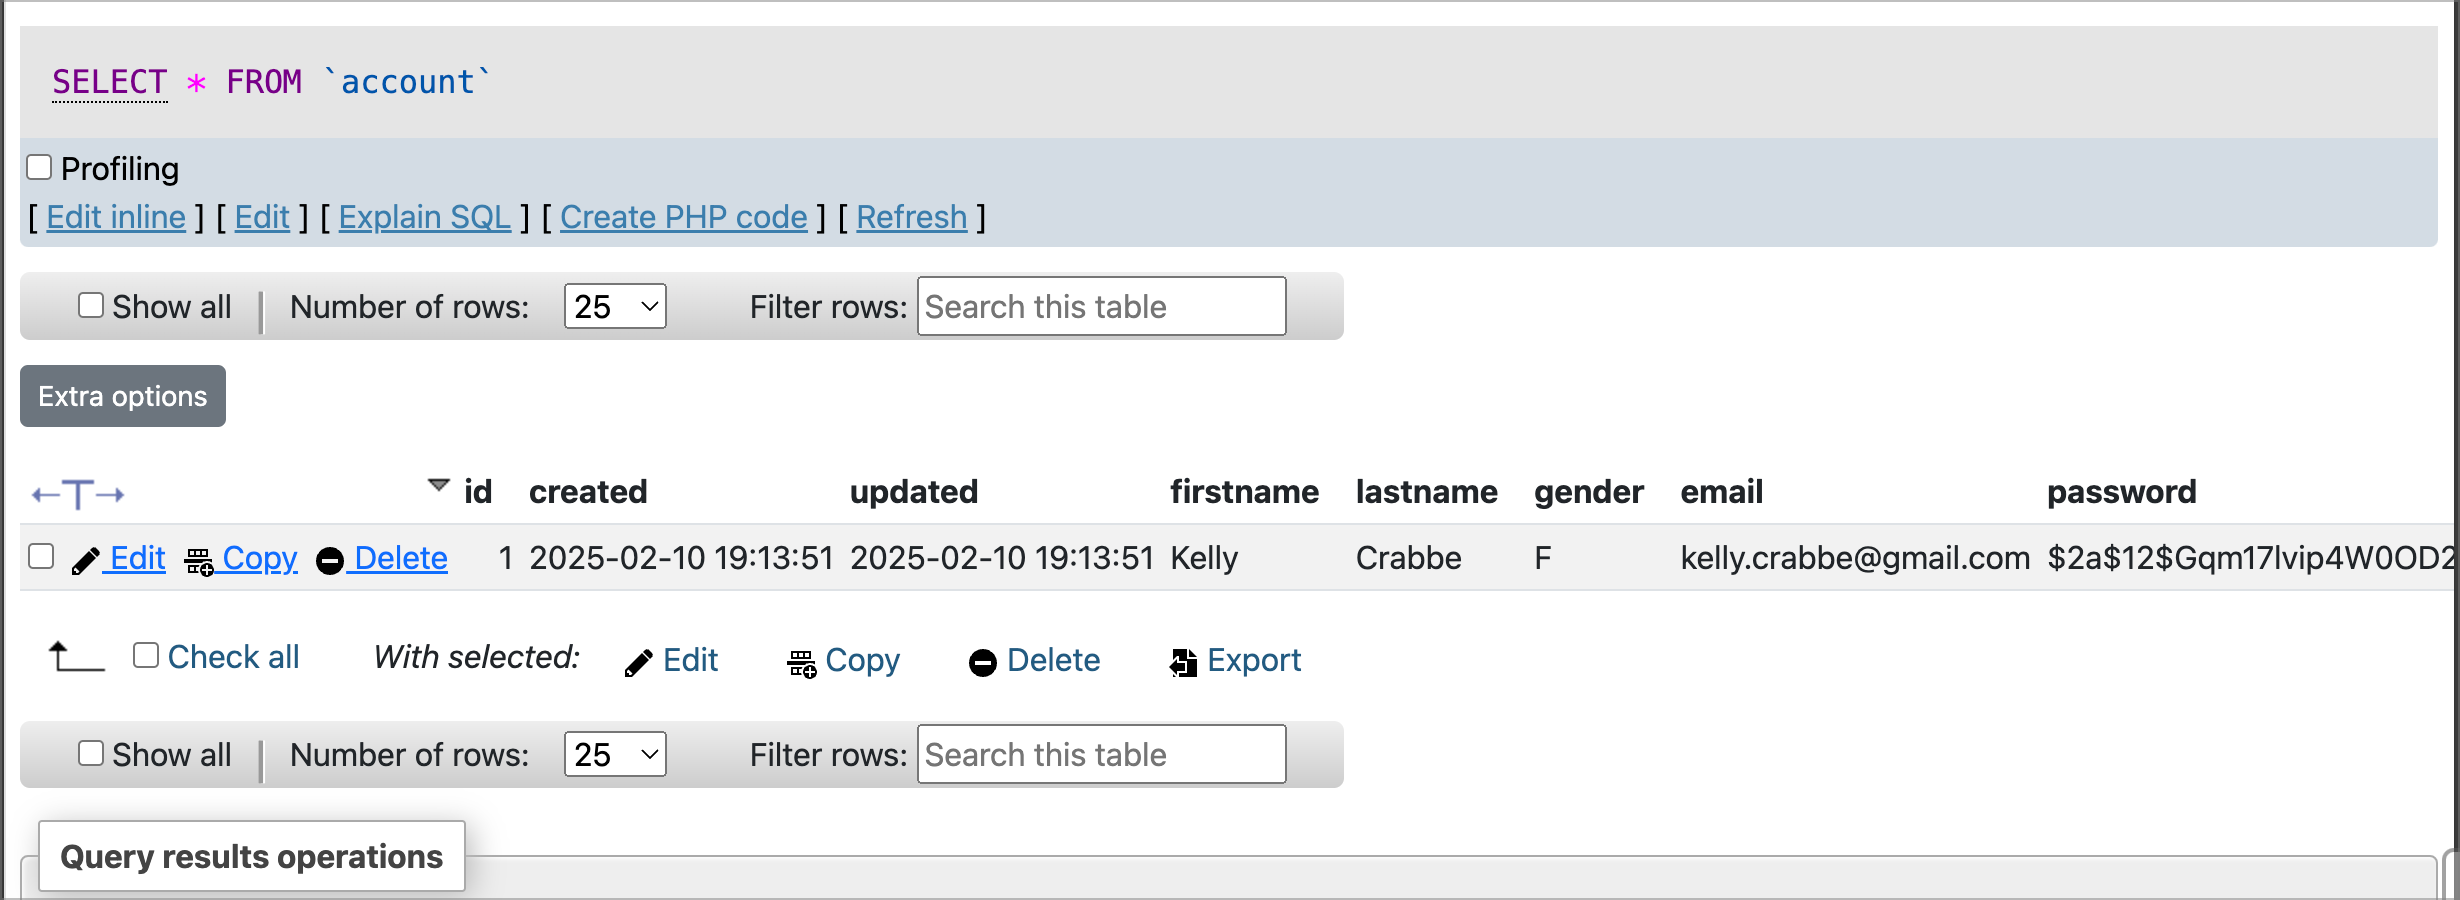 SELECT * FROM `account`
Profiling
[ Edit inline ] [ Edit ] [ Explain SQL ] [ Create PHP code ] [ Refresh ]
Show all | Number of rows: 25 Filter rows: Search this table
Extra options
←T→ id created updated firstname lastname gender email password
Edit Copy Delete 1 2025-02-10 19:13:51 2025-02-10 19:13:51 Kelly Crabbe F kelly.crabbe@gmail.com $2a$12$Gqm17lvip4W0OD2
Check all With selected: Edit Copy Delete Export
Show all | Number of rows: 25 Filter rows: Search this table
Query results operations